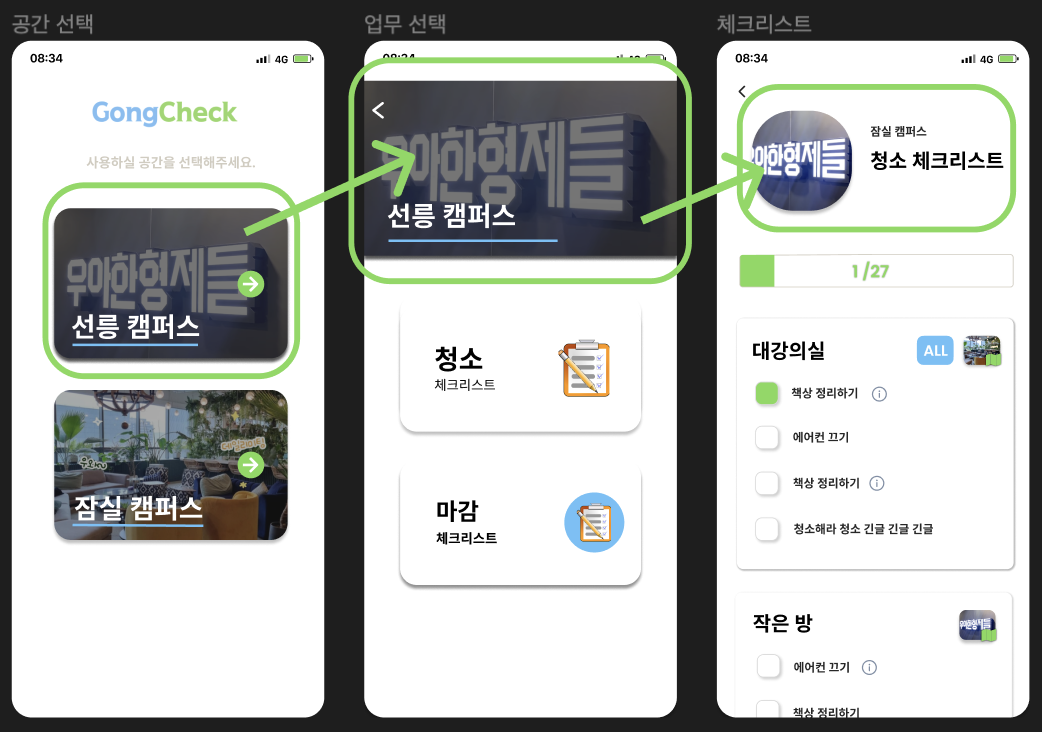 공간 선택
08:34
4G
GongCheck
사용하실 공간을 선택해주세요.
우아한형제들
선릉 캠퍼스
잠실 캠퍼스
업무 선택
08:34
4G
우아한형제들
선릉 캠퍼스
청소
체크리스트
마감
체크리스트
체크리스트
08:34
4G
우아한형제들
잠실 캠퍼스
청소 체크리스트
1 /27
대강의실
ALL
책상 정리하기
에어컨 끄기
책상 정리하기
청소해라 청소 긴글 긴글 긴글
작은 방
에어컨 끄기
책상 정리하기